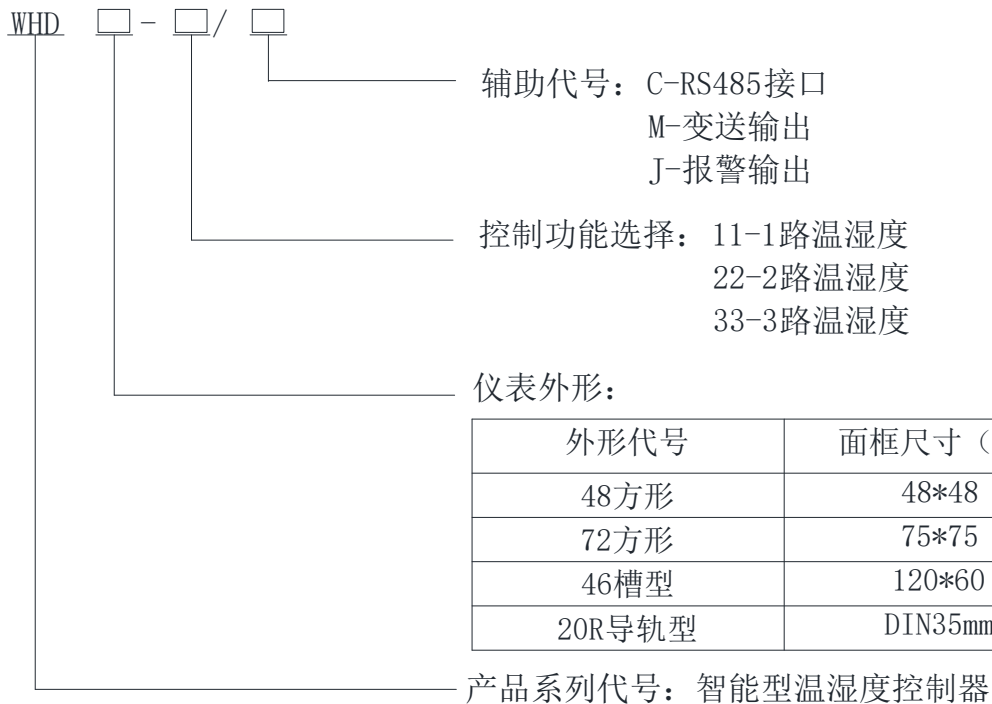 WHD □-□/□
辅助代号：C-RS485接口
M-变送输出
J-报警输出
控制功能选择：11-1路温湿度
22-2路温湿度
33-3路温湿度
仪表外形：
外形代号 面框尺寸（
48方形 48*48
72方形 75*75
46槽型 120*60
20R导轨型 DIN35mm
产品系列代号：智能型温湿度控制器